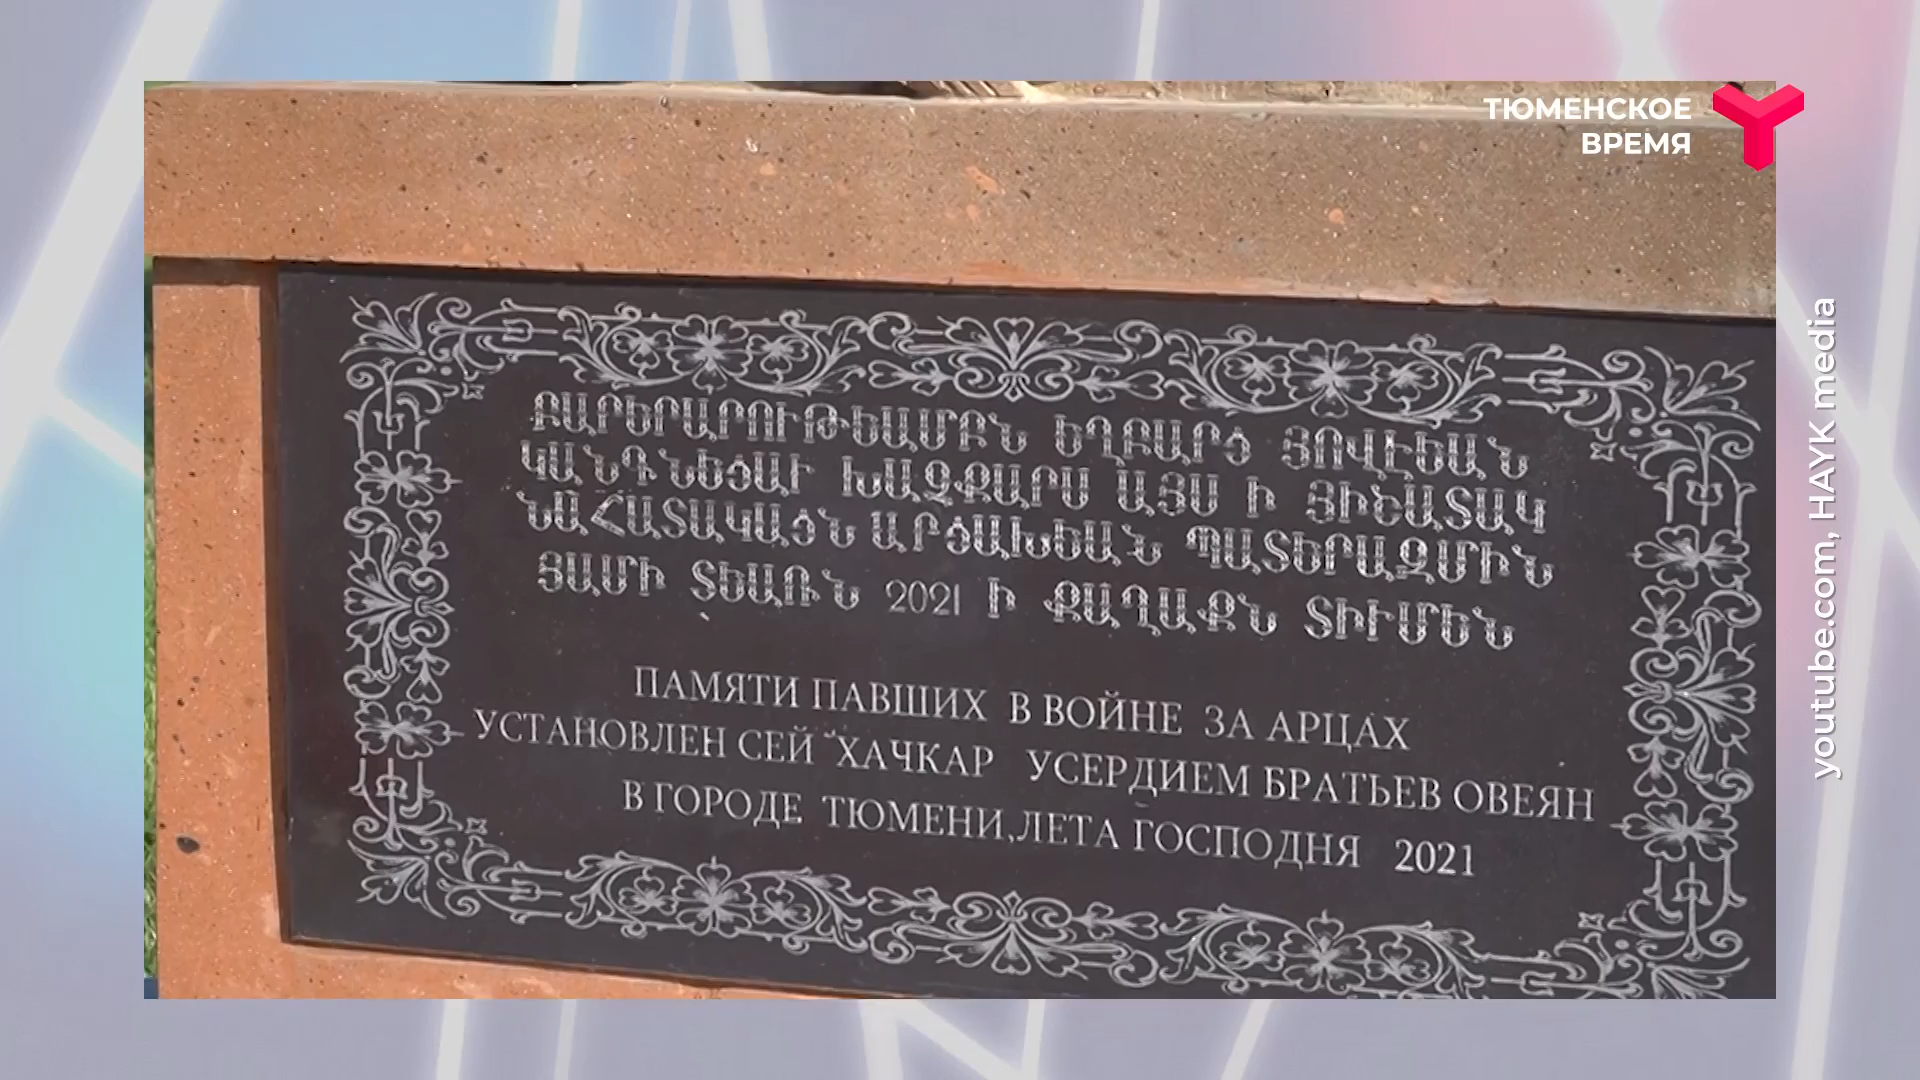 ТЮМЕНСКОЕ
ВРЕМЯ
ԲԱՐԵՐԱՐՈՒԹԵԱՄԲՆ ԵՂԲԱՐՑ ՅՈՎԷԵԱՆ
ԿԱՆԳՆԵՑԱՒ ԽԱՉՔԱՐՍ ԱՅՍ Ի ՅԻՇԱՏԱԿ
ՆԱՀԱՏԱԿԱՑՆ ԱՐՑԱԽԵԱՆ ՊԱՏԵՐԱԶՄԻՆ
ՅԱՄԻ ՏԵԱՌՆ 2021 Ի ՔԱՂԱՔՆ ՏԻՒՄԵՆ
ПАМЯТИ ПАВШИХ В ВОЙНЕ ЗА АРЦАХ
УСТАНОВЛЕН СЕЙ ХАЧКАР УСЕРДИЕМ БРАТЬЕВ ОВЕЯН
В ГОРОДЕ ТЮМЕНИ,ЛЕТА ГОСПОДНЯ 2021
youtube.com, HAYK media